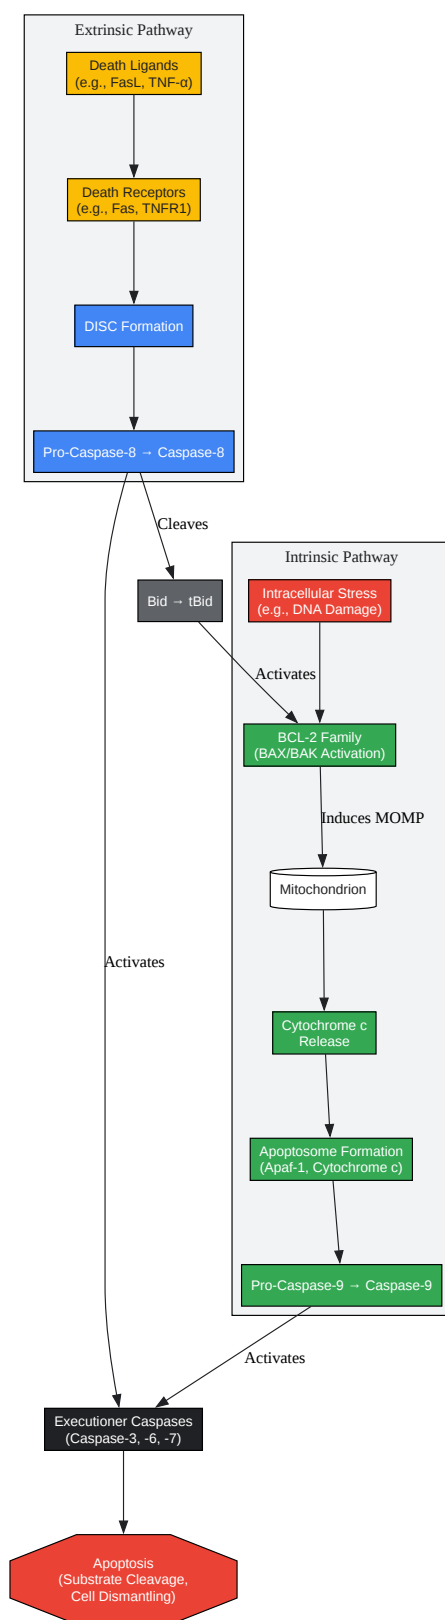 Extrinsic Pathway
Death Ligands
(e.g., FasL, TNF-α)
Death Receptors
(e.g., Fas, TNFR1)
DISC Formation
Pro-Caspase-8 → Caspase-8
Cleaves
Bid → tBid
Intrinsic Pathway
Intracellular Stress
(e.g., DNA Damage)
Activates
BCL-2 Family
(BAX/BAK Activation)
Induces MOMP
Mitochondrion
Activates
Cytochrome c
Release
Apoptosome Formation
(Apaf-1, Cytochrome c)
Pro-Caspase-9 → Caspase-9
Activates
Executioner Caspases
(Caspase-3, -6, -7)
Apoptosis
(Substrate Cleavage,
Cell Dismantling)